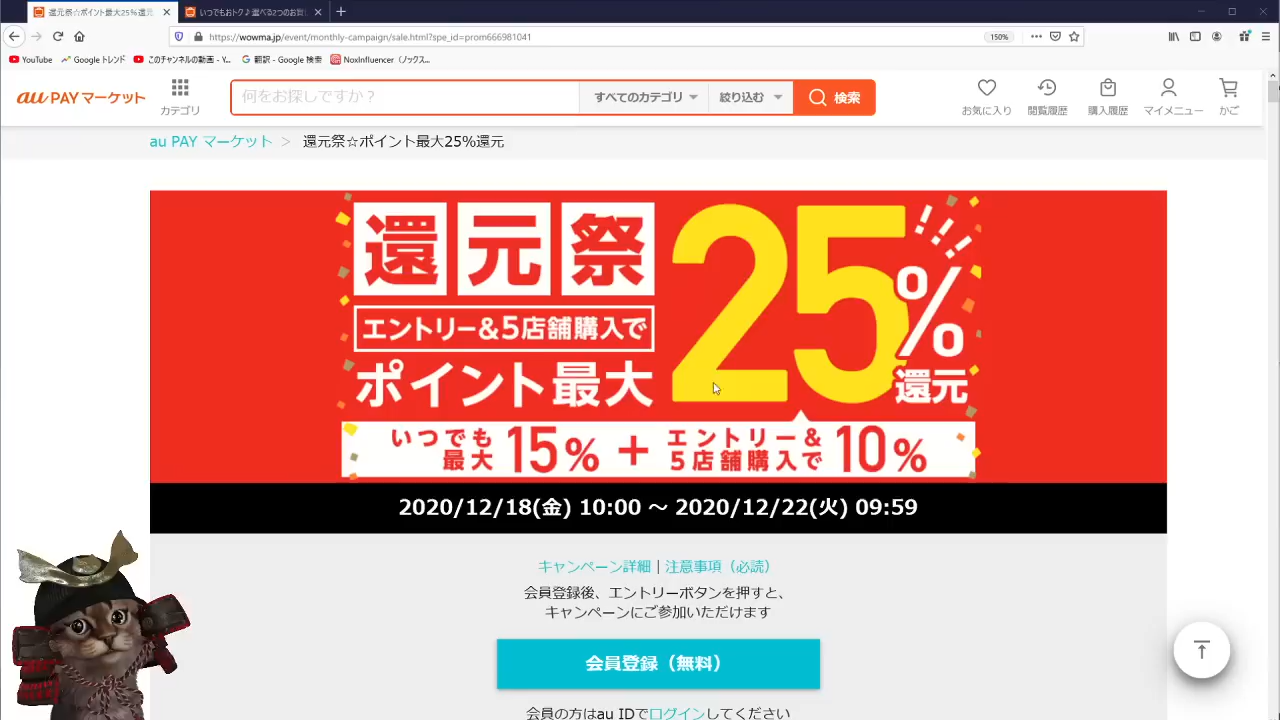 還元祭☆ポイント最大25%還元
いつでもおトク♪選べる2つのお買い
https://wowma.jp/event/monthly-campaign/sale.html?spe_id=prom666981041
150%
YouTube
Google トレンド
このチャンネルの動画 - Y...
翻訳 - Google 検索
NoxInfluencer（ノックス...
au PAY マーケット
カテゴリ
何をお探しですか？
すべてのカテゴリ
絞り込む
検索
お気に入り
閲覧履歴
購入履歴
マイメニュー
かご
au PAY マーケット > 還元祭☆ポイント最大25%還元
還元祭
エントリー&5店舗購入で
ポイント最大
25%還元
いつでも最大15%+エントリー&5店舗購入で10%
2020/12/18(金) 10:00 ～ 2020/12/22(火) 09:59
キャンペーン詳細 | 注意事項（必読）
会員登録後、エントリーボタンを押すと、
キャンペーンにご参加いただけます
会員登録（無料）
会員の方はau IDでログインしてください